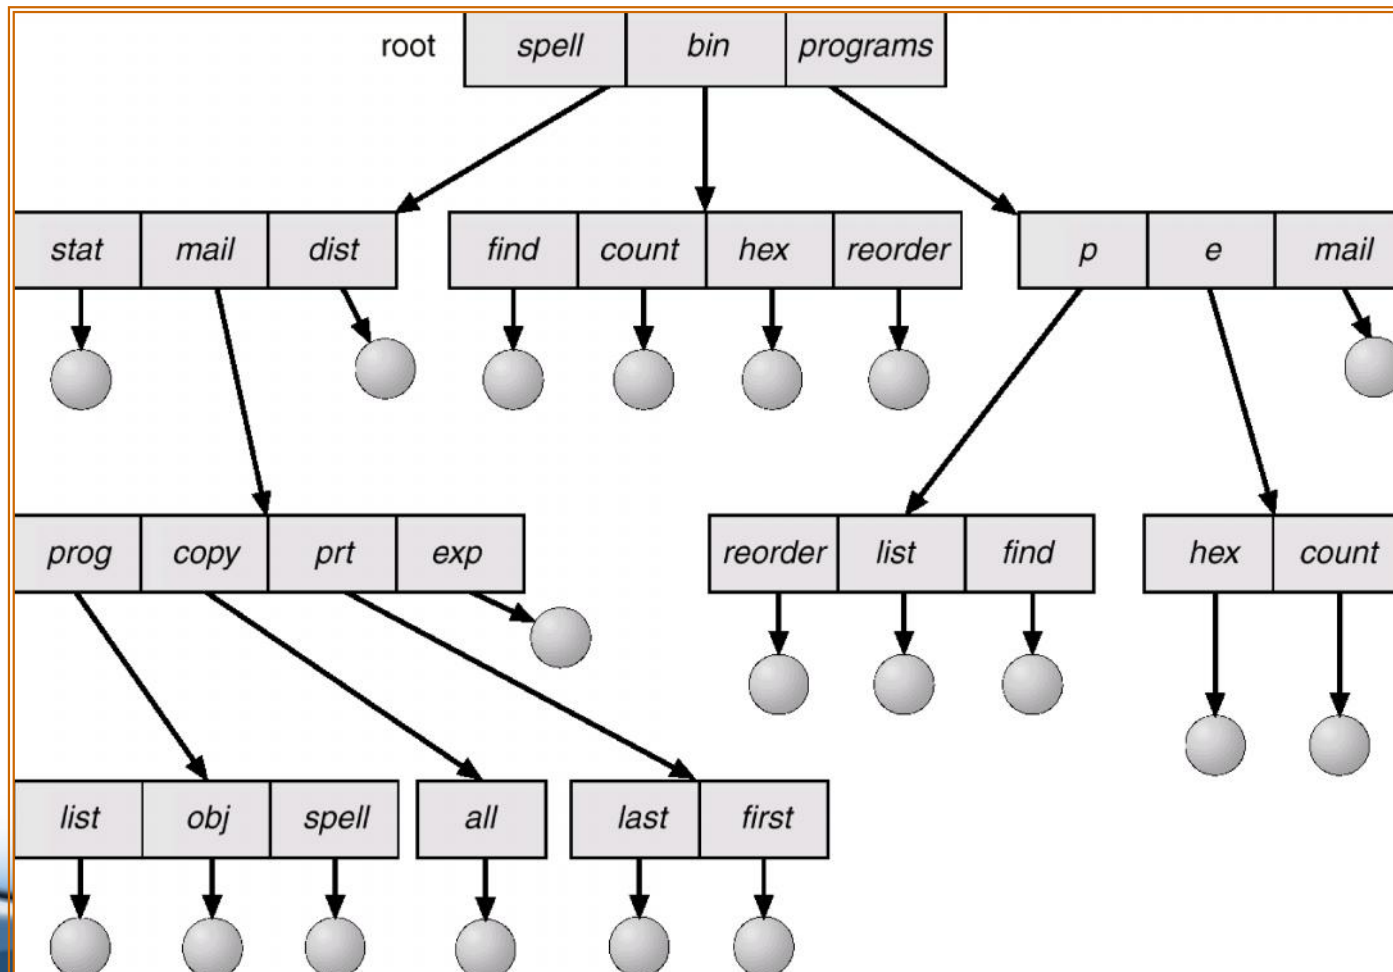 root spell bin programs
stat mail dist find count hex reorder p e mail
prog copy prt exp reorder list find hex count
list obj spell all last first